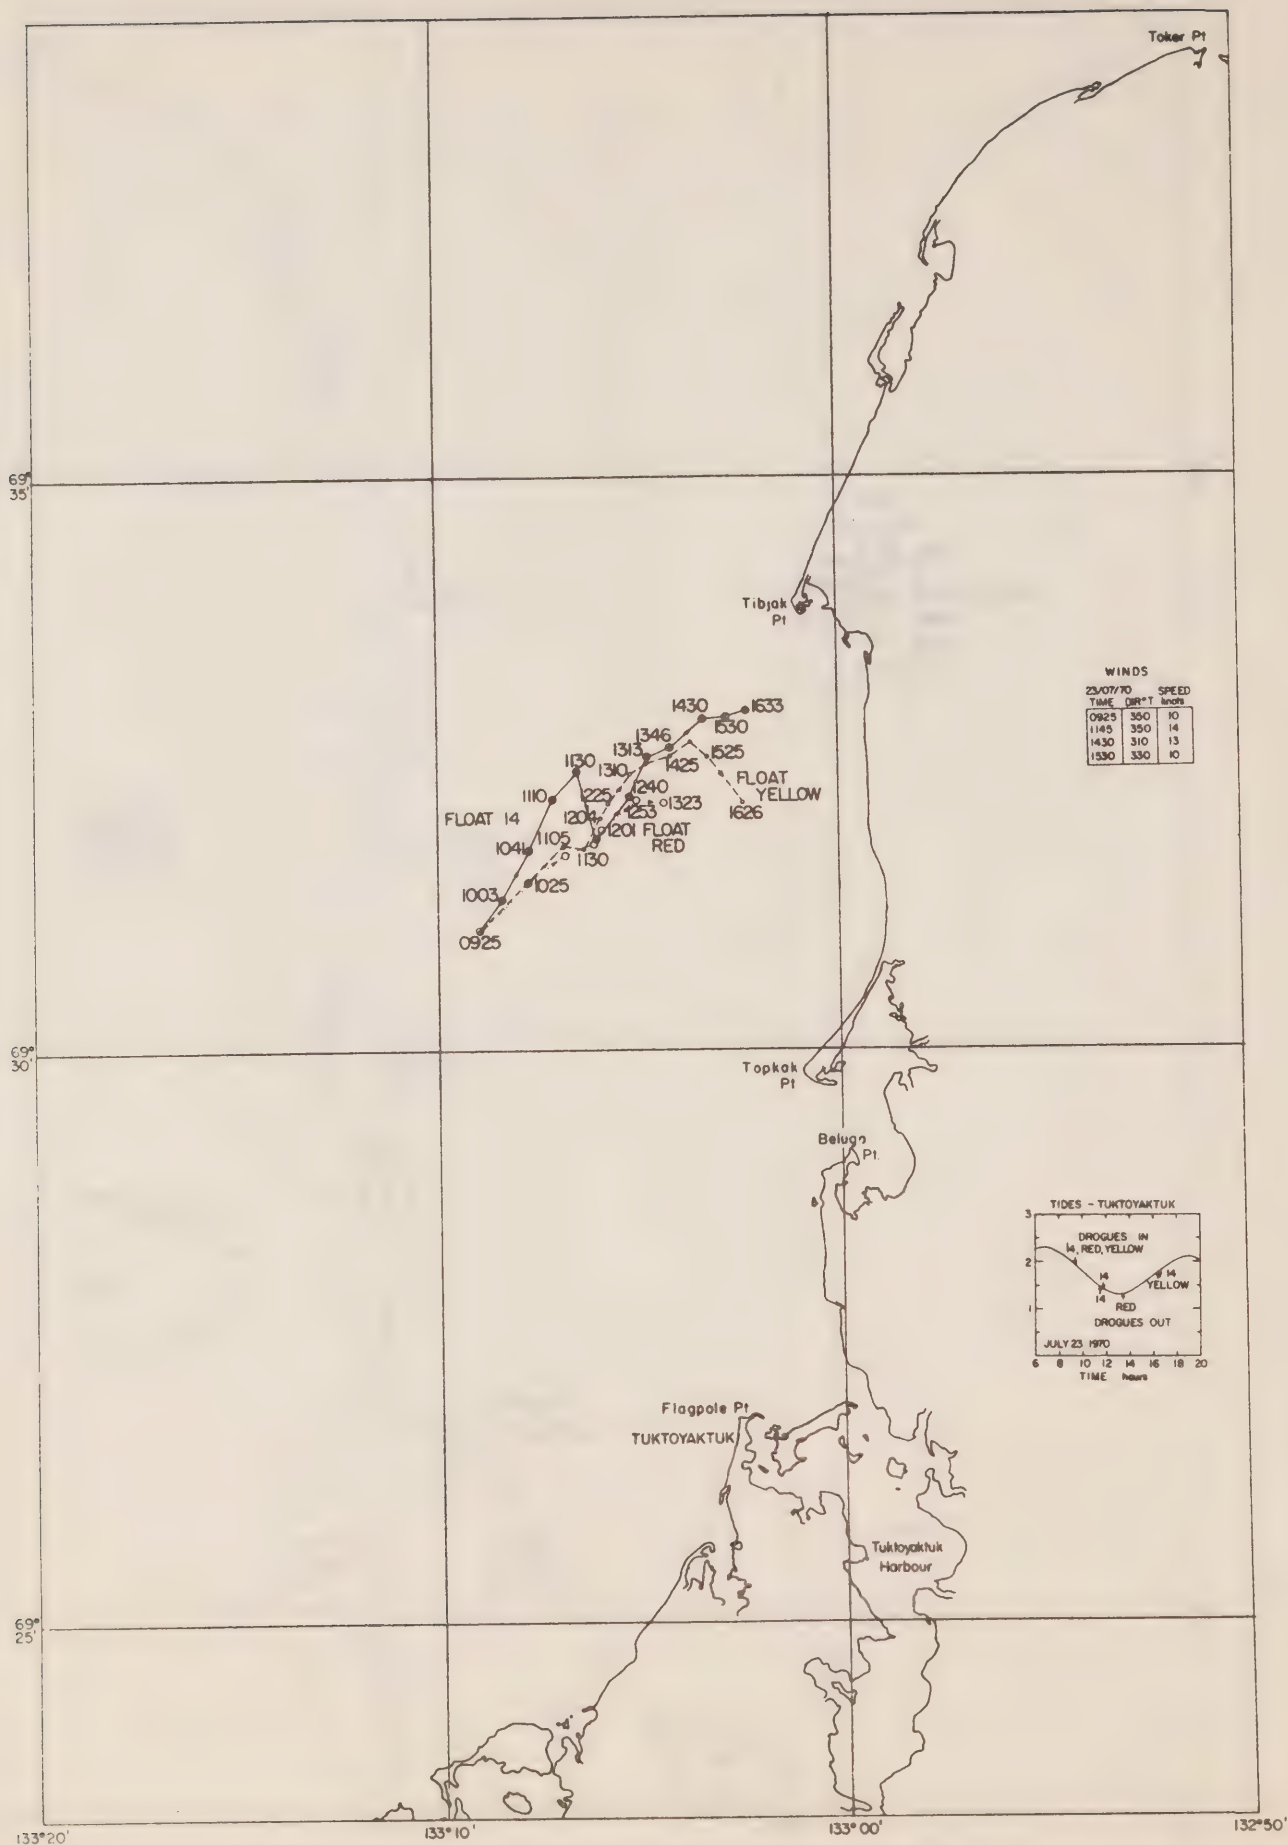 Toker Pt
69°
35'
Tibjak
Pt
WINDS
23/07/70 SPEED
TIME DIR°T knots
0925 350 10
1145 350 14
1430 310 13
1530 330 10
1430
1633
1530
1346
1313
1130
1310
1425
1525
FLOAT
YELLOW
1110
1225
1240
1323
1626
FLOAT 14
1204
1253
1201 FLOAT
RED
1105
1041
1130
1025
1003
0925
69°
30'
Topkak
Pt
Beluga
Pt.
TIDES - TUKTOYAKTUK
3
DROGUES IN
14, RED, YELLOW
2
14
14
YELLOW
14
RED
1
DROGUES OUT
JULY 23 1970
6 8 10 12 14 16 18 20
TIME hours
Flagpole Pt
TUKTOYAKTUK
Tuktoyaktuk
Harbour
69°
25'
133°20'
133°10'
133°00'
132°50'